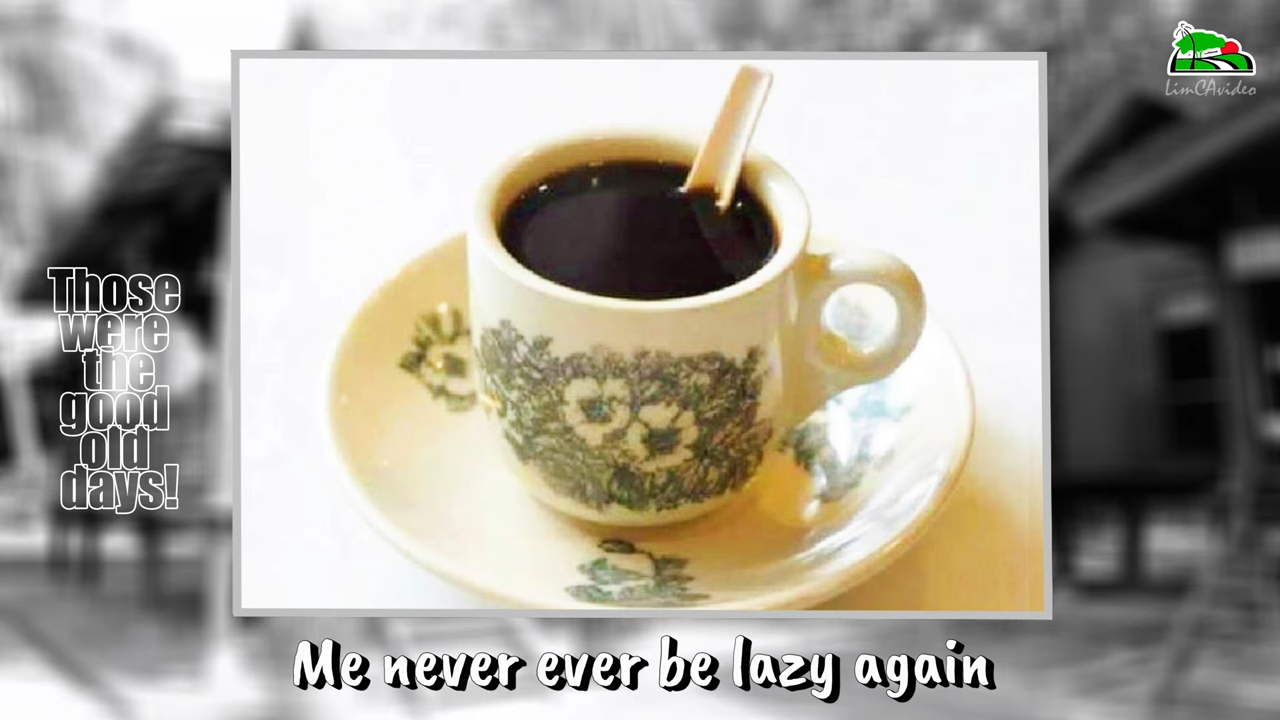 LimCAvideo
Those
were
the
good
old
days!
Me never ever be lazy again